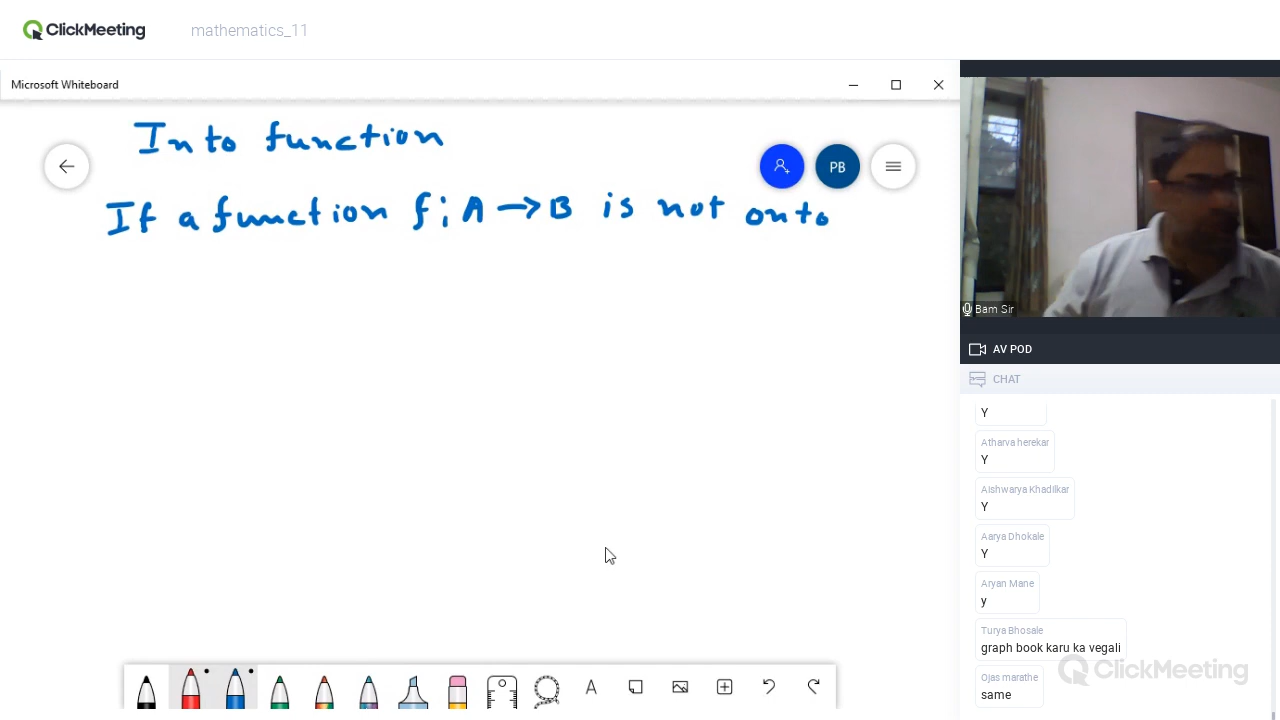 ClickMeeting
mathematics_11
Microsoft Whiteboard
Into function
PB
If a function f: A → B is not onto
Bam Sir
AV POD
CHAT
Y
Atharva herekar
Y
Aishwarya Khadilkar
Y
Aarya Dhokale
Y
Aryan Mane
y
Turya Bhosale
graph book karu ka vegali
Ojas marathe
same
ClickMeeting
A